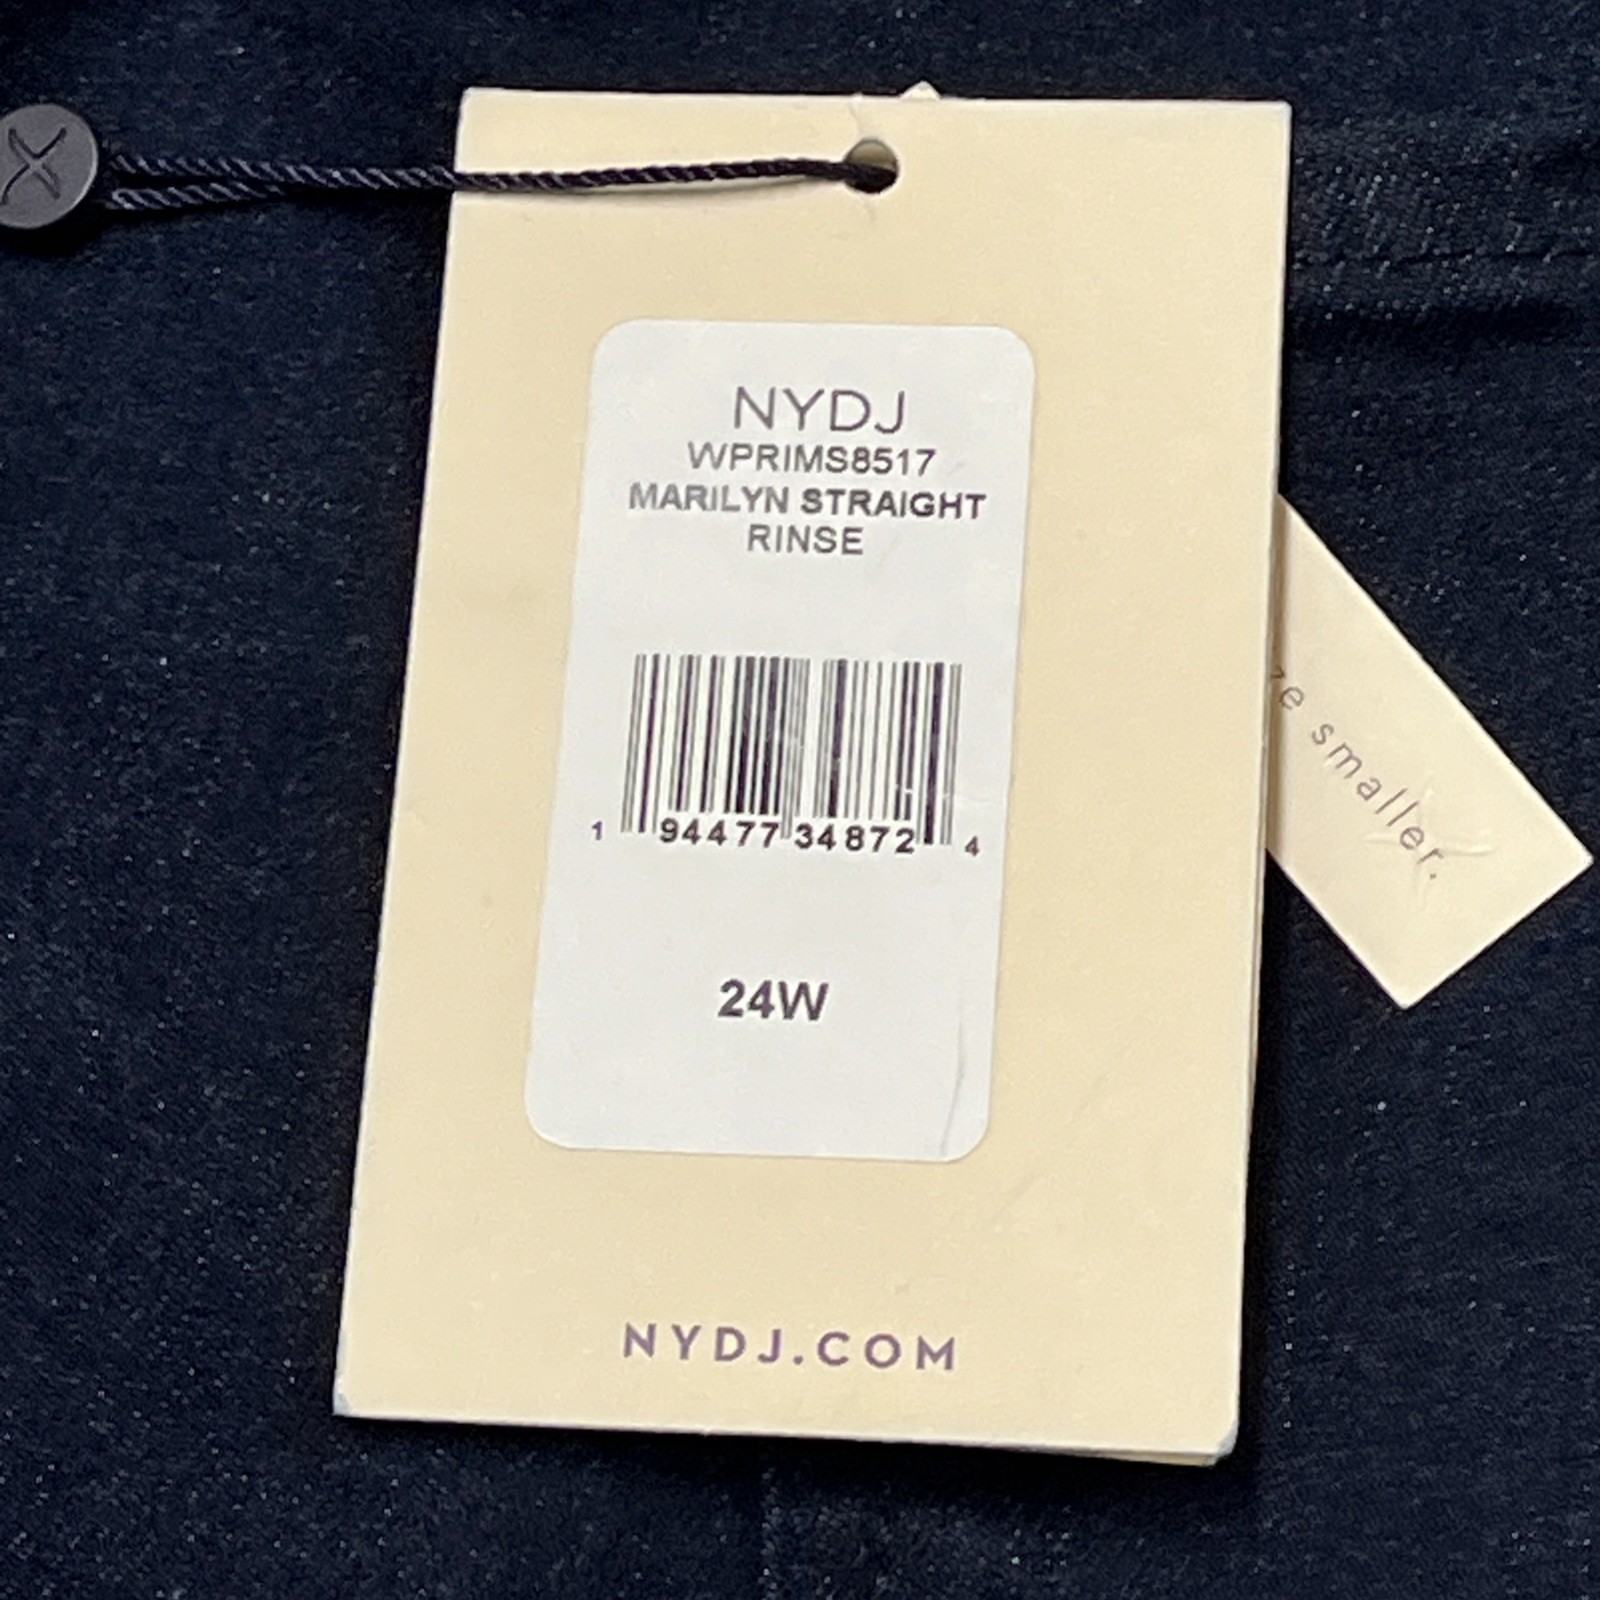 NYDJ
WPRIMS8517
MARILYN STRAIGHT
RINSE
1 94477 34872 4
24W
NYDJ.COM
smaller.